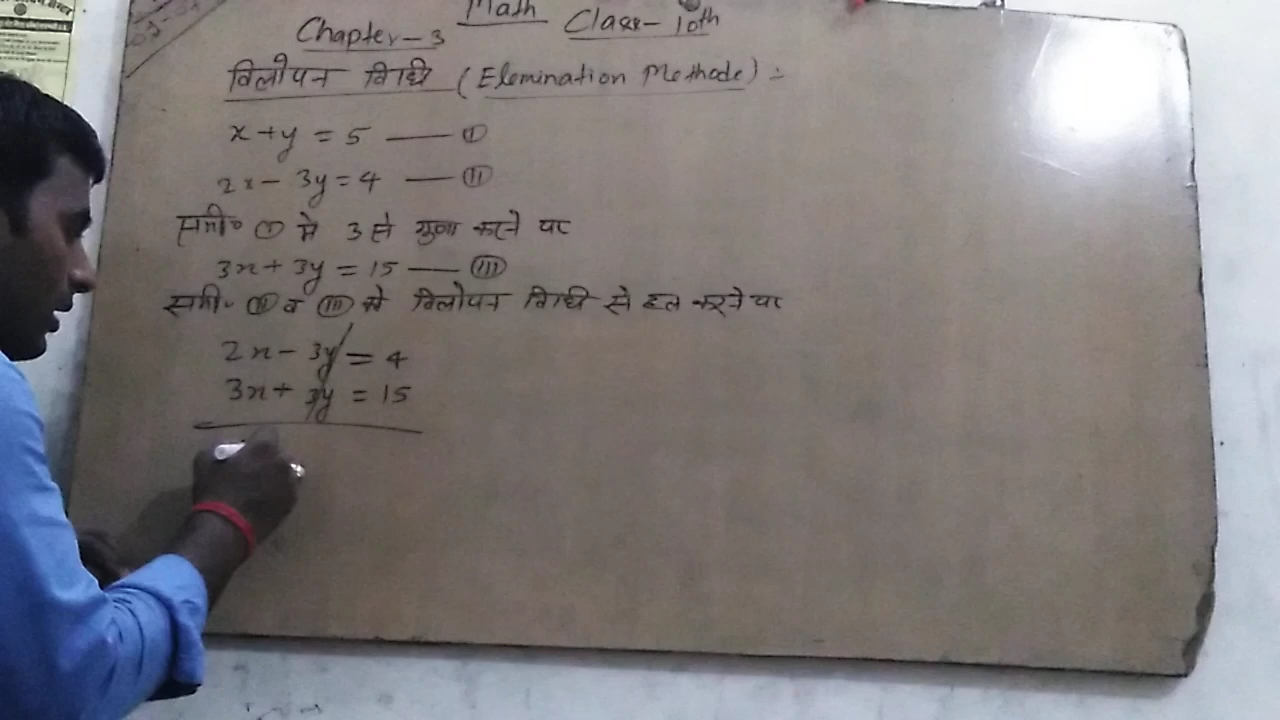 Math Class-10th
Chapter-3
विलोपन विधि (Elemination Methode) :-
x + y = 5 —— (I)
2x - 3y = 4 —— (II)
समी० (I) मे 3 से गुणा करने पर
3x + 3y = 15 —— (III)
समी० (II) व (III) को विलोपन विधि से हल करने पर
2x - 3y = 4
3x + 3y = 15